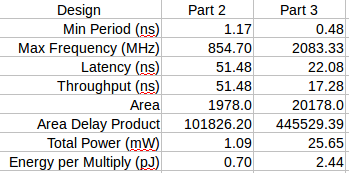 Design Part 2 Part 3
Min Period (ns) 1.17 0.48
Max Frequency (MHz) 854.70 2083.33
Latency (ns) 51.48 22.08
Throughput (ns) 51.48 17.28
Area 1978.0 20178.0
Area Delay Product 101826.20 445529.39
Total Power (mW) 1.09 25.65
Energy per Multiply (pJ) 0.70 2.44